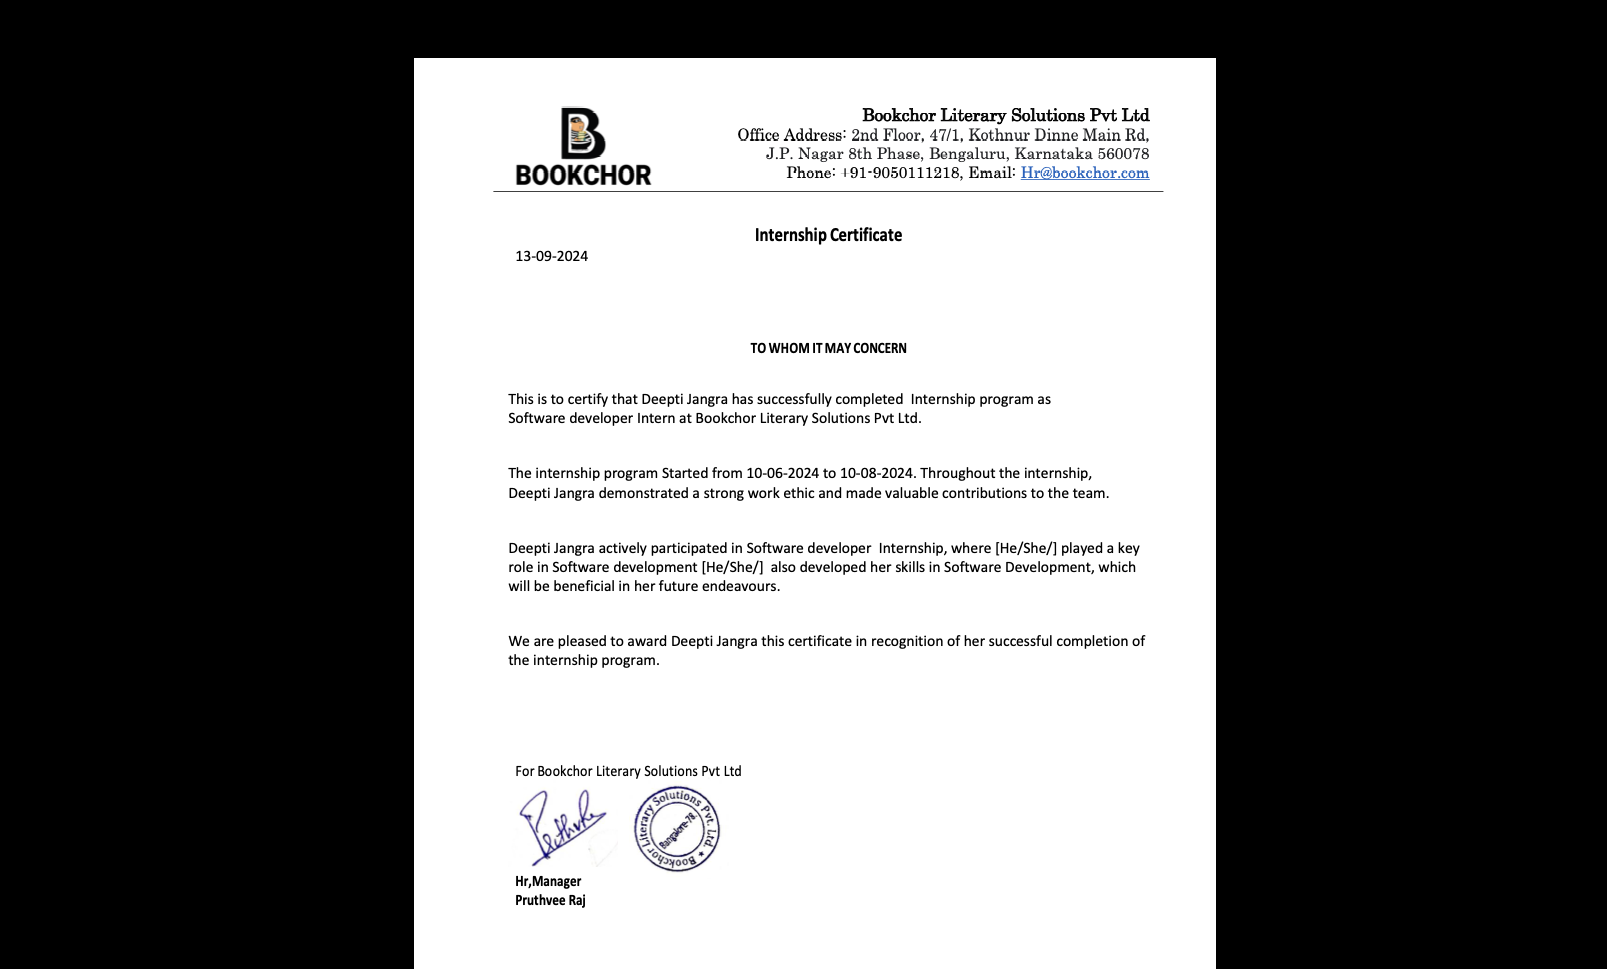 B
BOOKCHOR
Bookchor Literary Solutions Pvt Ltd
Office Address: 2nd Floor, 47/1, Kothnur Dinne Main Rd,
J.P. Nagar 8th Phase, Bengaluru, Karnataka 560078
Phone: +91-9050111218, Email: Hr@bookchor.com
Internship Certificate
13-09-2024
TO WHOM IT MAY CONCERN
This is to certify that Deepti Jangra has successfully completed  Internship program as
Software developer Intern at Bookchor Literary Solutions Pvt Ltd.
The internship program Started from 10-06-2024 to 10-08-2024. Throughout the internship,
Deepti Jangra demonstrated a strong work ethic and made valuable contributions to the team.
Deepti Jangra actively participated in Software developer  Internship, where [He/She/] played a key
role in Software development [He/She/]  also developed her skills in Software Development, which
will be beneficial in her future endeavours.
We are pleased to award Deepti Jangra this certificate in recognition of her successful completion of
the internship program.
For Bookchor Literary Solutions Pvt Ltd
Bookchor Literary Solutions Pvt. Ltd.
Bangalore-78.
Hr,Manager
Pruthvee Raj